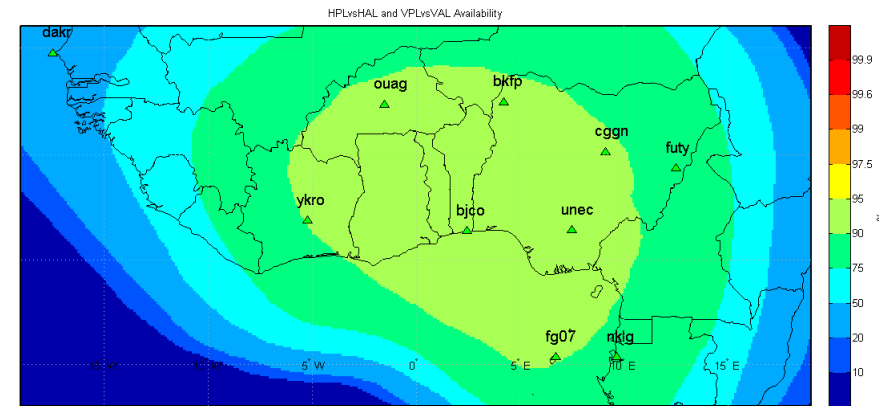 HPLvsHAL and VPLvsVAL Availability
dakr
ouag
bkfp
cggn
futy
ykro
bjco
unec
fg07
nklg
5° W
0°
5° E
10° E
15° E
99.9
99.6
99
97.5
95
90
75
50
20
10